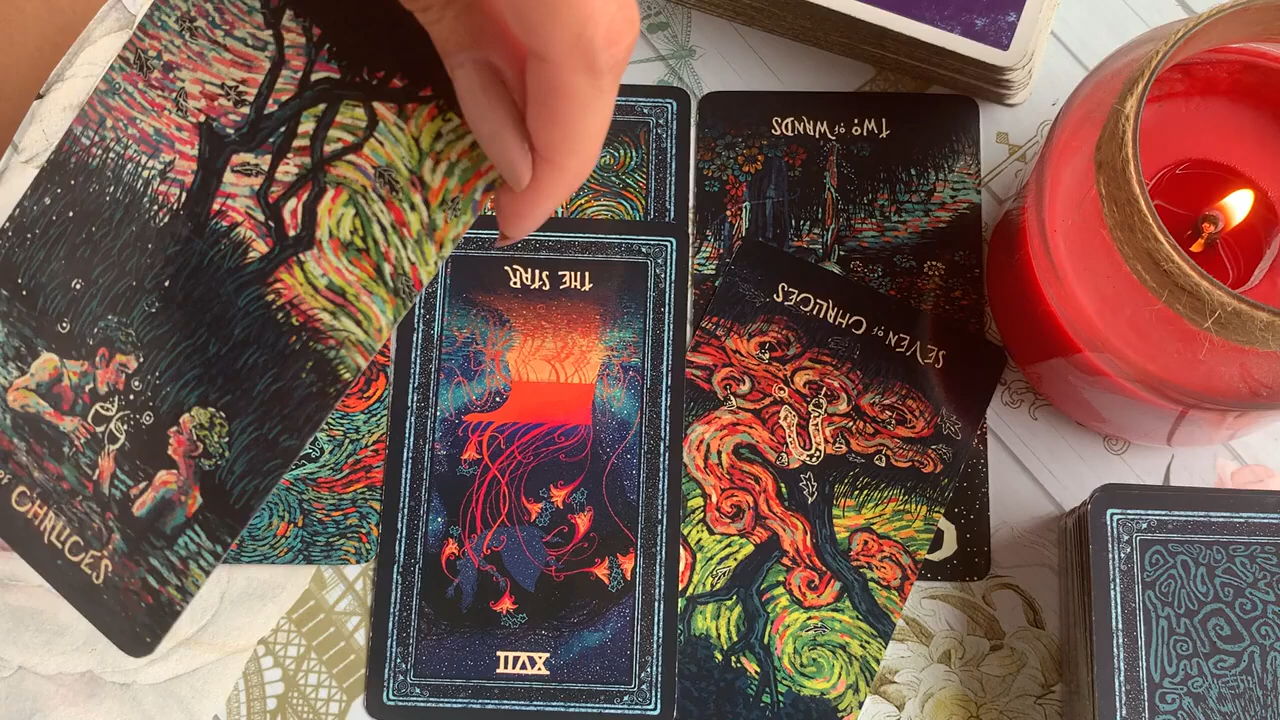 TWO OF WANDS
THE STAR
SEVEN OF CHALICES
OF CHALICES
XVII